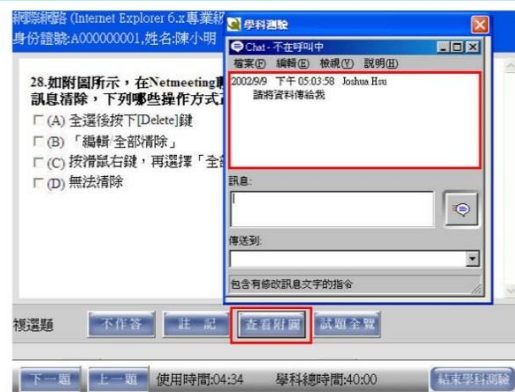 網際網路 (Internet Explorer 6.x專業級
身份證號:A000000001,姓名:陳小明
28.如附圖所示，在Netmeeting
訊息清除，下列哪些操作方式正
(A) 全選後按下[Delete]鍵
(B) 「編輯 全部清除」
(C) 按滑鼠右鍵，再選擇「全
(D) 無法清除
學科測驗
Chat - 不在呼叫中
檔案(F) 編輯(E) 檢視(V) 說明(H)
2002/9/9 下午 05:03:58 Joshua Hsu
請將資料傳給我
訊息:
傳送到:
包含有修改訊息文字的指令
複選題 不作答 註 記 查看附圖 試題全覽
下一題 上一題 使用時間:04:34 學科總時間:40:00 結束學科測驗